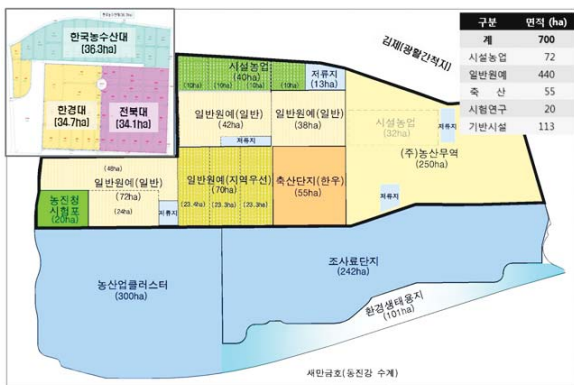 한국농수산대
[36.3ha]
한경대
[34.7ha]
전북대
[34.1ha]
구분 면적 (ha)
계 700
시설농업 72
일반원예 440
축 산 55
시험연구 20
기반시설 113
김제(광활간척지)
시설농업
(40ha)
(10ha) (10ha) (10ha) (10ha)
저류지
(13ha)
일반원예(일반)
(42ha)
일반원예(일반)
(38ha)
시설농업
(32ha)
저류지
저류지
(주)농산무역
(250ha)
(48ha)
일반원예(일반)
(72ha)
(24ha)
저류지
일반원예(지역우선)
(70ha)
(23.4ha) (23.3ha) (23.3ha)
축산단지(한우)
(55ha)
저류지
농진청
시험포
(20ha)
농산업클러스터
(300ha)
조사료단지
(242ha)
환경생태용지
(101ha)
새만금호(동진강 수계)